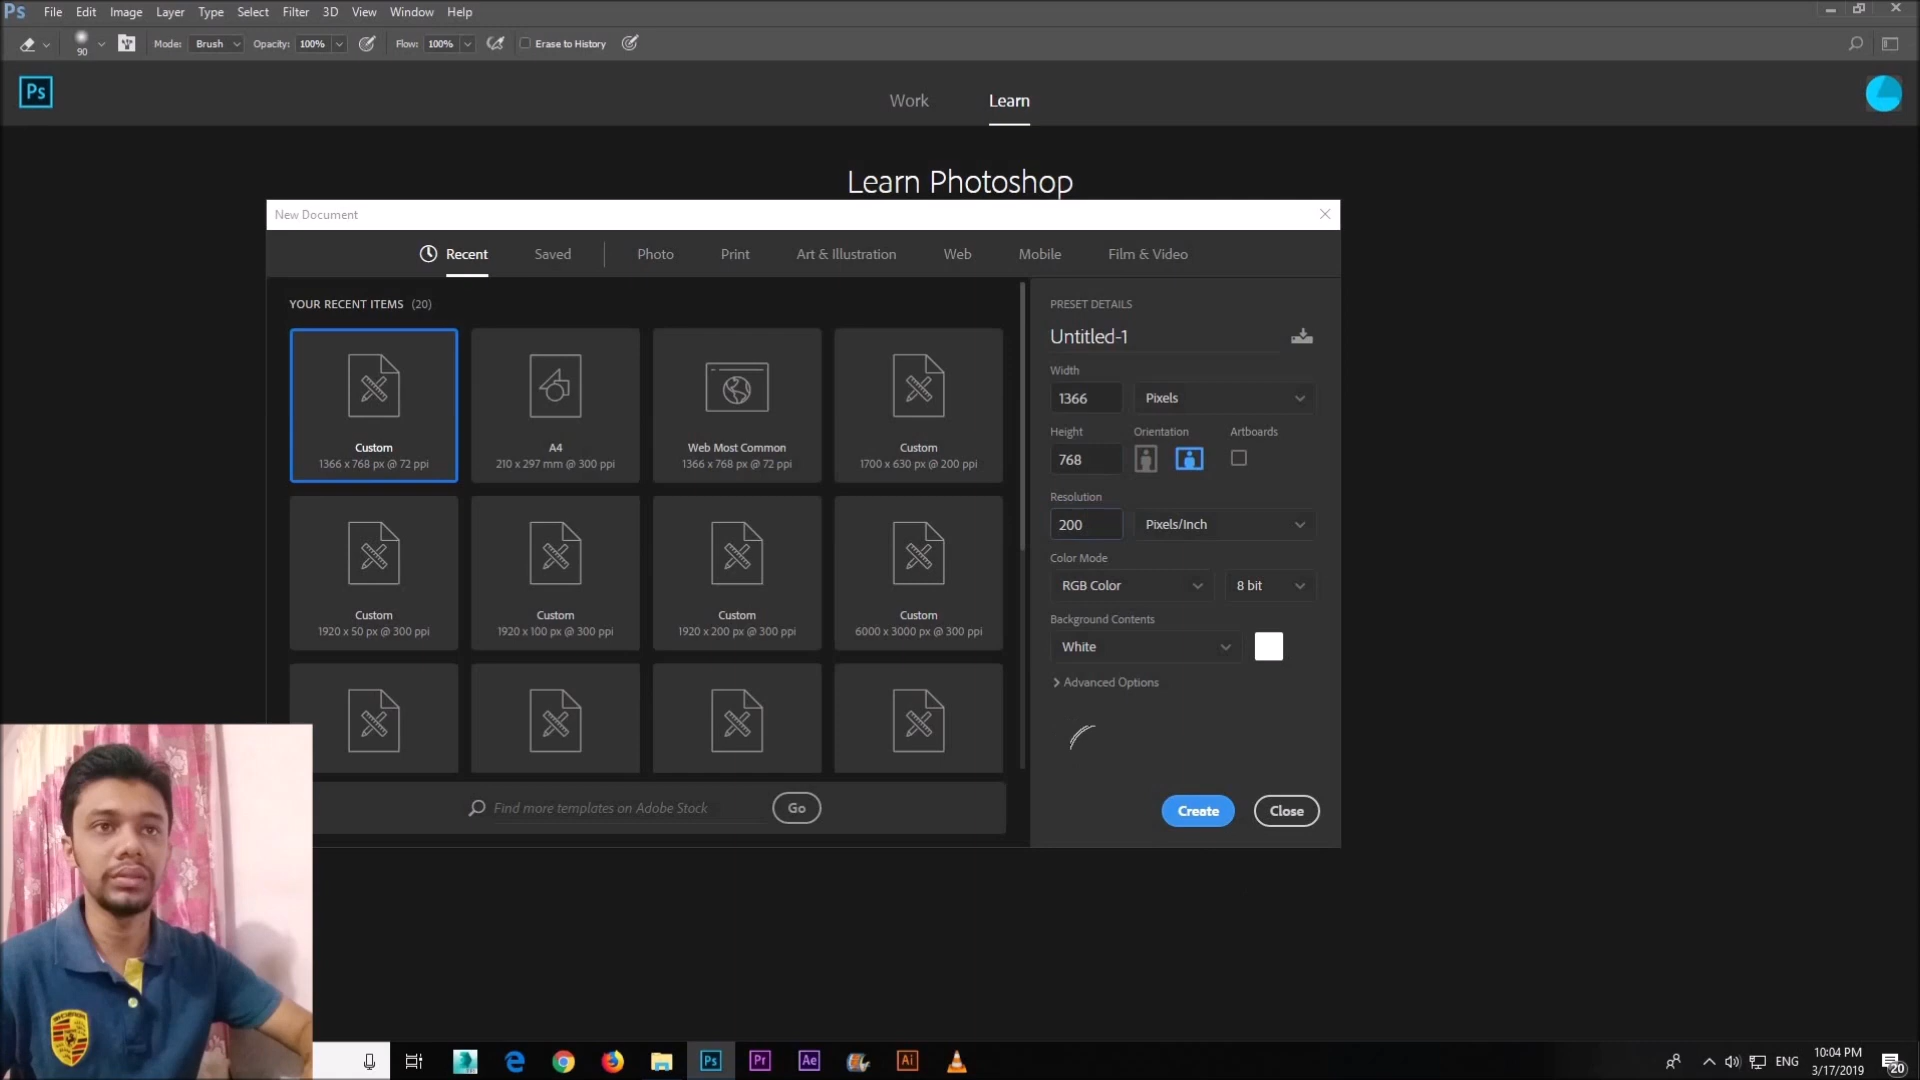 Ps File Edit Image Layer Type Select Filter 3D View Window Help
90 Mode: Brush Opacity: 100% Flow: 100% Erase to History
Ps
Work Learn
Learn Photoshop
New Document
Recent Saved Photo Print Art & Illustration Web Mobile Film & Video
YOUR RECENT ITEMS (20)
Custom
1366 x 768 px @ 72 ppi
A4
210 x 297 mm @ 300 ppi
Web Most Common
1366 x 768 px @ 72 ppi
Custom
1700 x 630 px @ 200 ppi
Custom
1920 x 50 px @ 300 ppi
Custom
1920 x 100 px @ 300 ppi
Custom
1920 x 200 px @ 300 ppi
Custom
6000 x 3000 px @ 300 ppi
Find more templates on Adobe Stock Go
PRESET DETAILS
Untitled-1
Width
1366 Pixels
Height Orientation Artboards
768
Resolution
200 Pixels/Inch
Color Mode
RGB Color 8 bit
Background Contents
White
Advanced Options
Create Close
Ps Pr Ae Ai
ENG
10:04 PM
3/17/2019
20